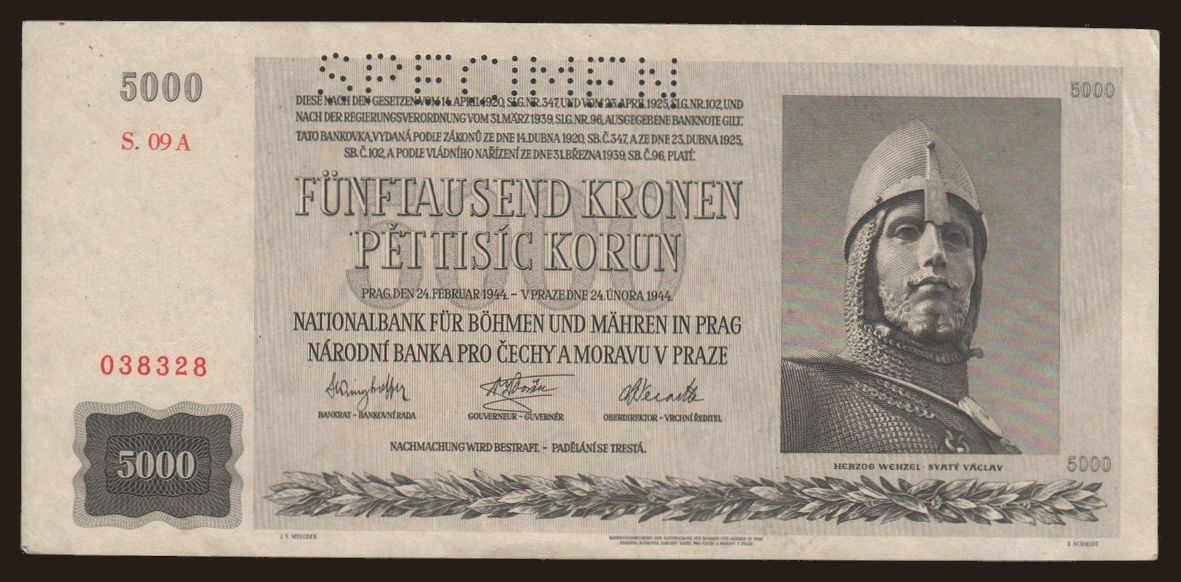 SPECIMEN
5000
5000
S. 09 A
DIESE NACH DEN GESETZEN VOM 14. APRIL 1920, SLG. NR. 347, UND VOM 23. APRIL 1925, SLG. NR. 102, UND
NACH DER REGIERUNGSVERORDNUNG VOM 31. MÄRZ 1939, SLG. NR. 96, AUSGEGEBENE BANKNOTE GILT.
TATO BANKOVKA, VYDANÁ PODLE ZÁKONŮ ZE DNE 14. DUBNA 1920, SB. Č. 347, A ZE DNE 23. DUBNA 1925,
SB. Č. 102, A PODLE VLÁDNÍHO NAŘÍZENÍ ZE DNE 31. BŘEZNA 1939, SB. Č. 96, PLATÍ:
FÜNFTAUSEND KRONEN
PĚTTISÍC KORUN
5000
PRAG, DEN 24. FEBRUAR 1944. – V PRAZE DNE 24. ÚNORA 1944.
NATIONALBANK FÜR BÖHMEN UND MÄHREN IN PRAG
NÁRODNÍ BANKA PRO ČECHY A MORAVU V PRAZE
038328
BANKRAT – BANKOVNÍ RADA
GOUVERNEUR – GUVERNÉR
OBERDIREKTOR – VRCHNÍ ŘEDITEL
NACHMACHUNG WIRD BESTRAFT. – PADĚLÁNÍ SE TRESTÁ.
5000
HERZOG WENZEL · SVATÝ VÁCLAV
5000
J. V. MYSLBEK
J. SCHMIDT